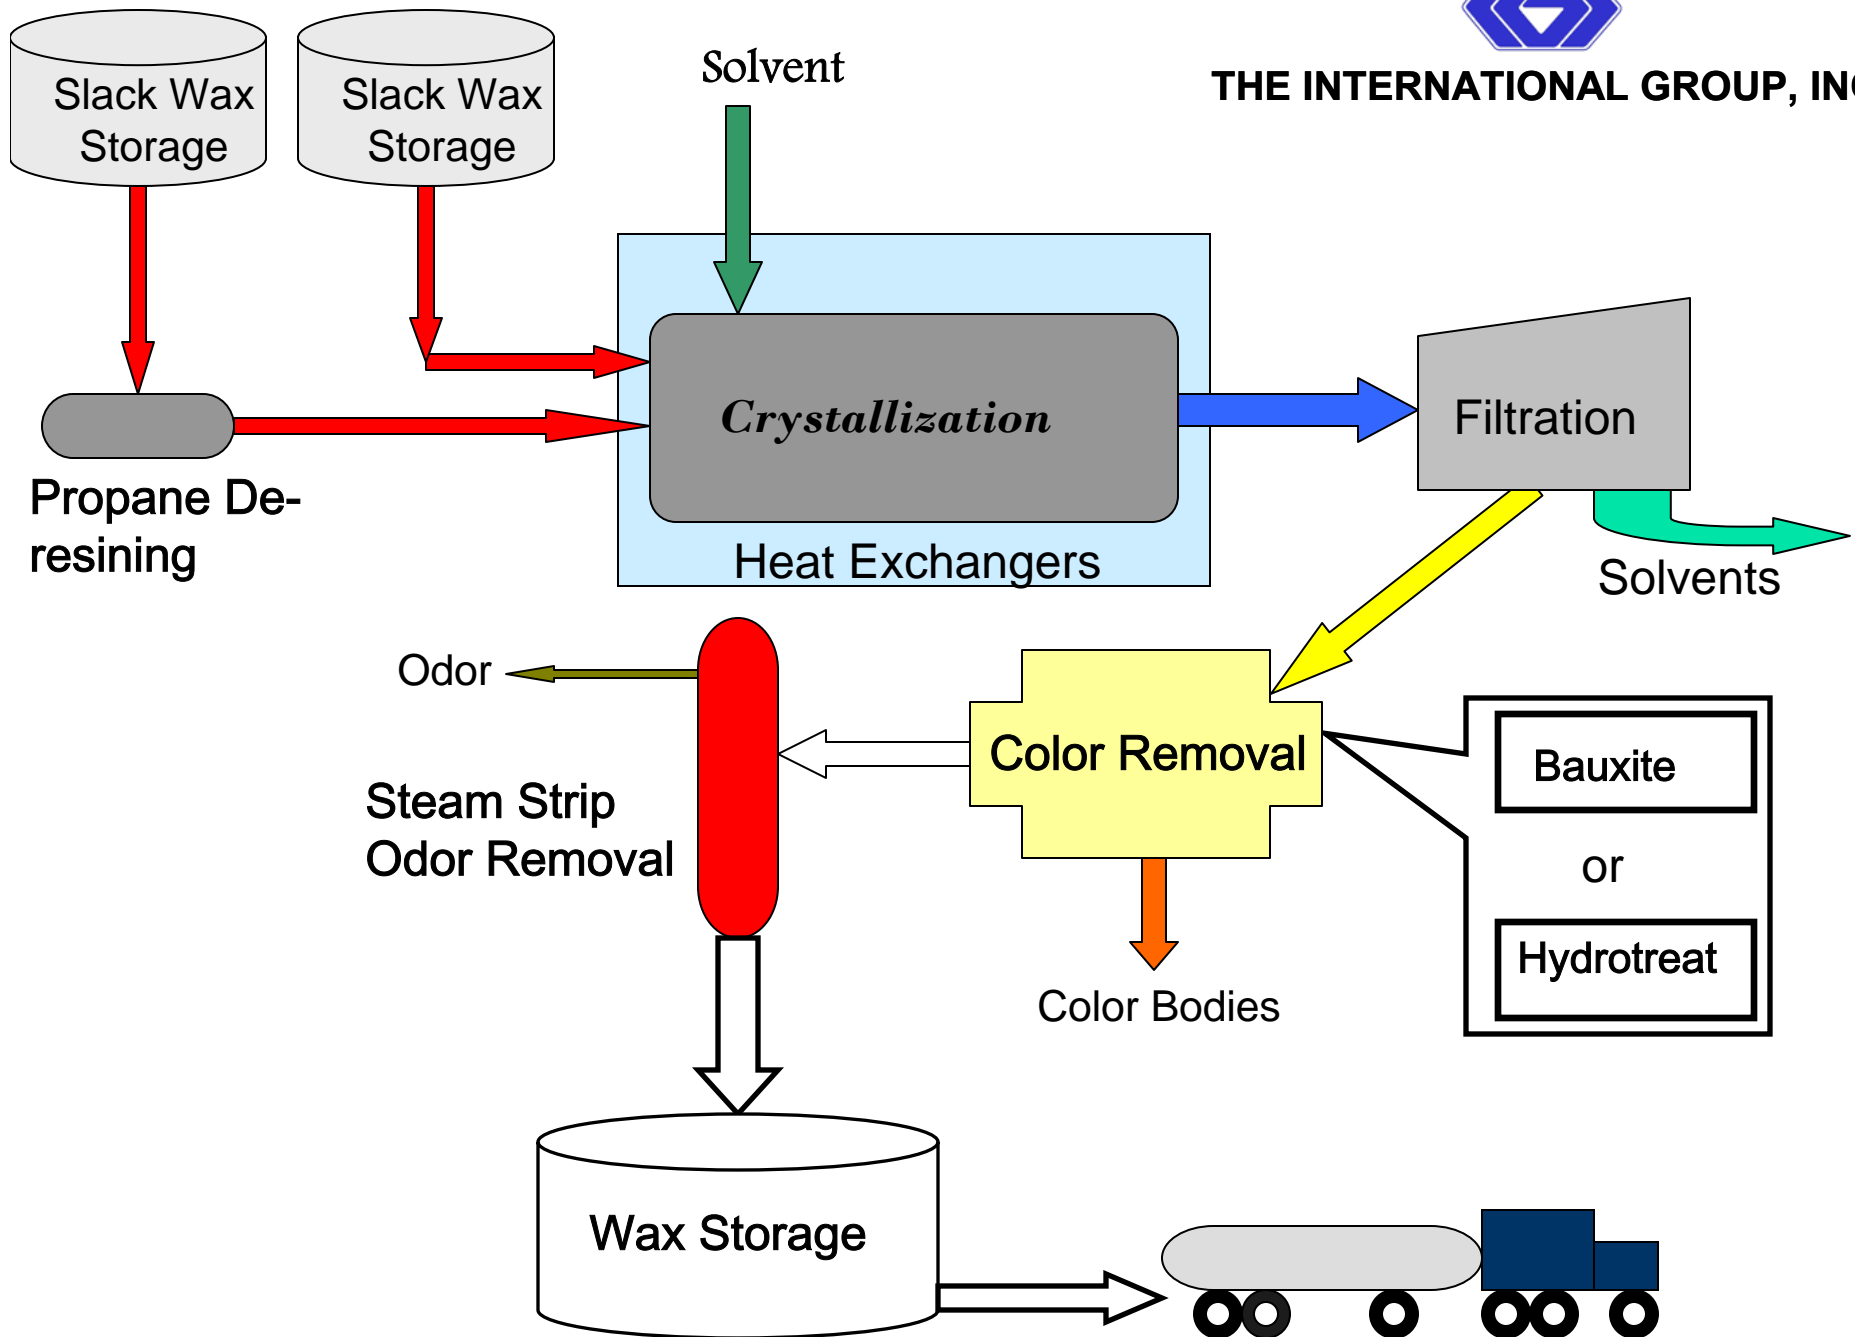 Slack Wax
Storage
Slack Wax
Storage
Solvent
THE INTERNATIONAL GROUP, INC
Crystallization
Filtration
Propane De-
resining
Heat Exchangers
Solvents
Odor
Color Removal
Bauxite
Steam Strip
Odor Removal
or
Hydrotreat
Color Bodies
Wax Storage